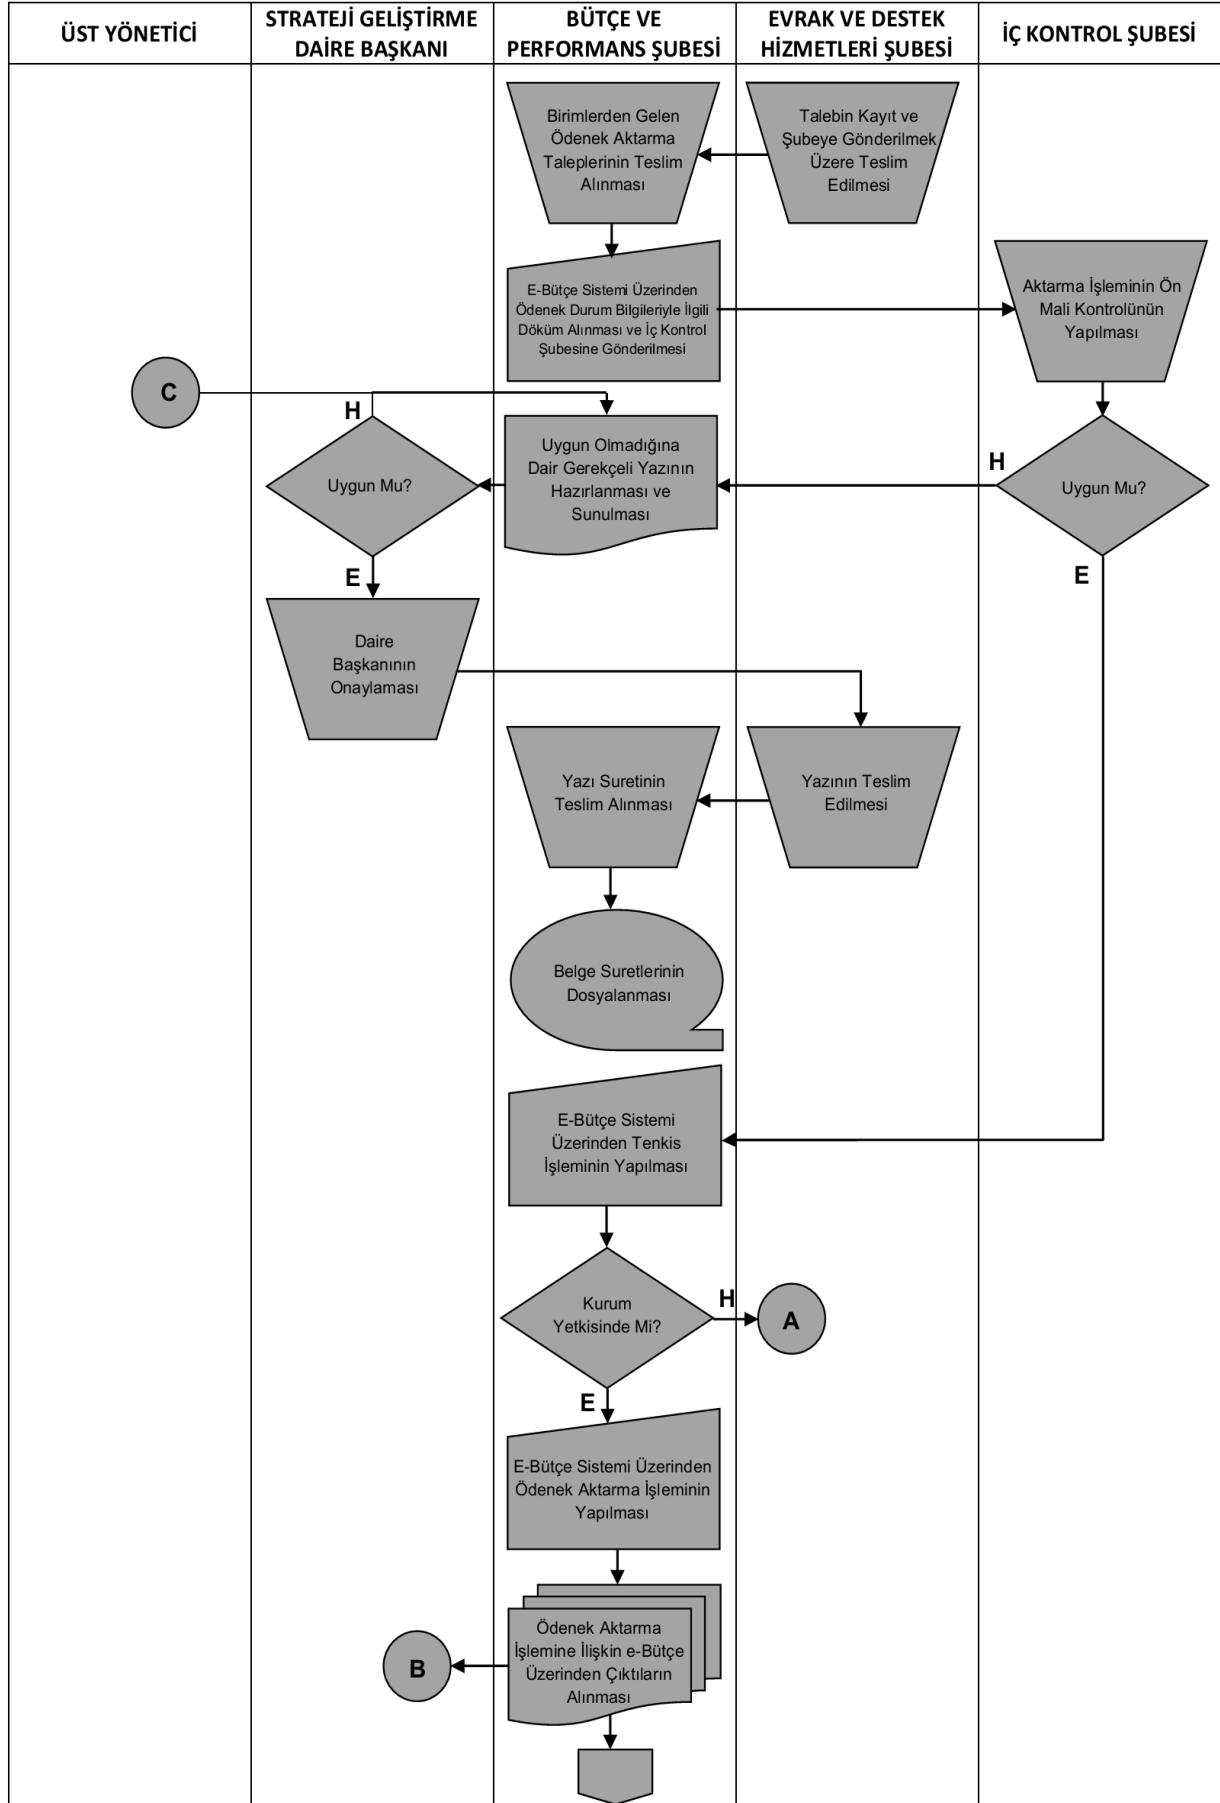 ÜST YÖNETİCİ
STRATEJİ GELİŞTİRME
DAİRE BAŞKANI
BÜTÇE VE
PERFORMANS ŞUBESİ
EVRAK VE DESTEK
HİZMETLERİ ŞUBESİ
İÇ KONTROL ŞUBESİ
Birimlerden Gelen
Ödenek Aktarma
Taleplerinin Teslim
Alınması
Talebin Kayıt ve
Şubeye Gönderilmek
Üzere Teslim
Edilmesi
E-Bütçe Sistemi Üzerinden
Ödenek Durum Bilgileriyle İlgili
Döküm Alınması ve İç Kontrol
Şubesine Gönderilmesi
Aktarma İşleminin Ön
Mali Kontrolünün
Yapılması
C
H
Uygun Mu?
Uygun Olmadığına
Dair Gerekçeli Yazının
Hazırlanması ve
Sunulması
H
Uygun Mu?
E
E
Daire
Başkanının
Onaylaması
Yazı Suretinin
Teslim Alınması
Yazının Teslim
Edilmesi
Belge Suretlerinin
Dosyalanması
E-Bütçe Sistemi
Üzerinden Tenkis
İşleminin Yapılması
Kurum
Yetkisinde Mi?
H
A
E
E-Bütçe Sistemi Üzerinden
Ödenek Aktarma İşleminin
Yapılması
Ödenek Aktarma
İşlemine İlişkin e-Bütçe
Üzerinden Çıktıların
Alınması
B